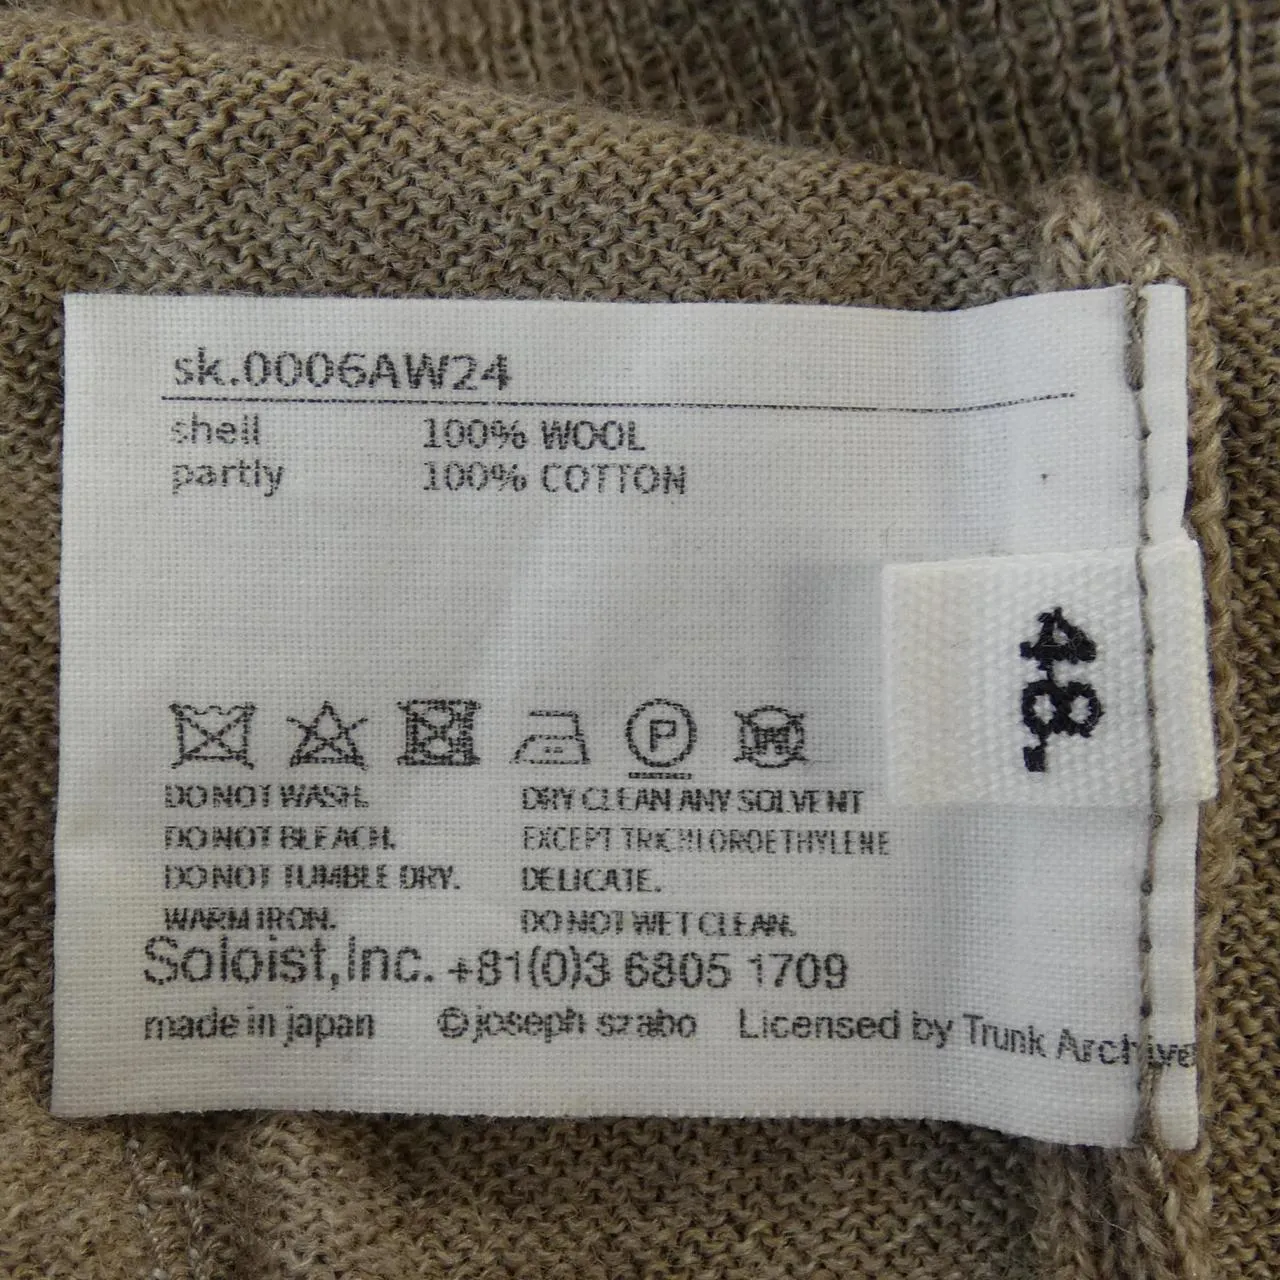 sk.0006AW24
shell 100% WOOL
partly 100% COTTON
48.
P
W
DO NOT WASH.
DO NOT BLEACH.
DO NOT TUMBLE DRY.
WARM IRON.
DRY CLEAN ANY SOLVENT
EXCEPT TRICHLOROETHYLENE
DELICATE.
DO NOT WET CLEAN.
Soloist,Inc. +81(0)3 6805 1709
made in japan ©joseph szabo Licensed by Trunk Archive